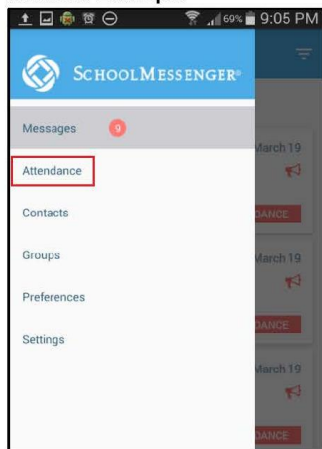 69% 9:05 PM
SCHOOLMESSENGER®
Messages 9
March 19
Attendance
DANCE
Contacts
Groups
March 19
Preferences
DANCE
Settings
March 19
DANCE